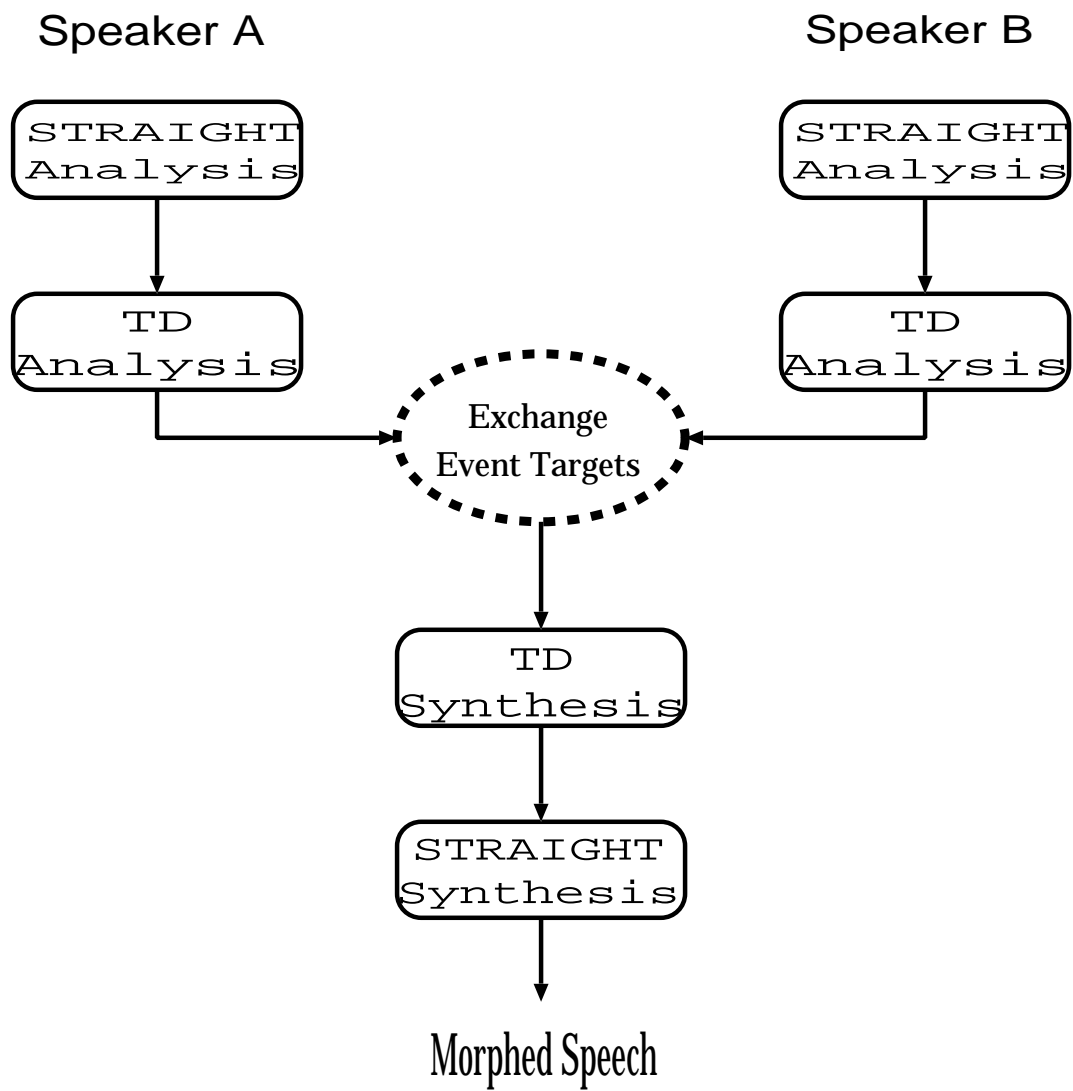 Speaker A
Speaker B
STRAIGHT
Analysis
STRAIGHT
Analysis
TD
Analysis
TD
Analysis
Exchange
Event Targets
TD
Synthesis
STRAIGHT
Synthesis
Morphed Speech